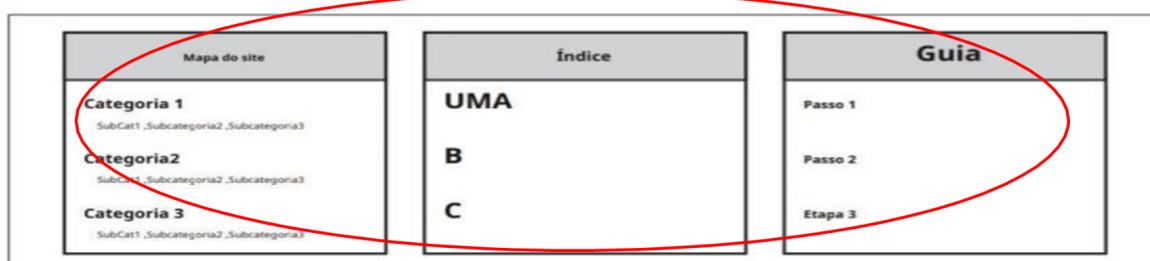 Mapa do site
Categoria 1
SubCat1 ,Subcategoria2 ,Subcategoria3
Categoria2
SubCat1 ,Subcategoria2 ,Subcategoria3
Categoria 3
SubCat1 ,Subcategoria2 ,Subcategoria3
Índice
UMA
B
C
Guia
Passo 1
Passo 2
Etapa 3